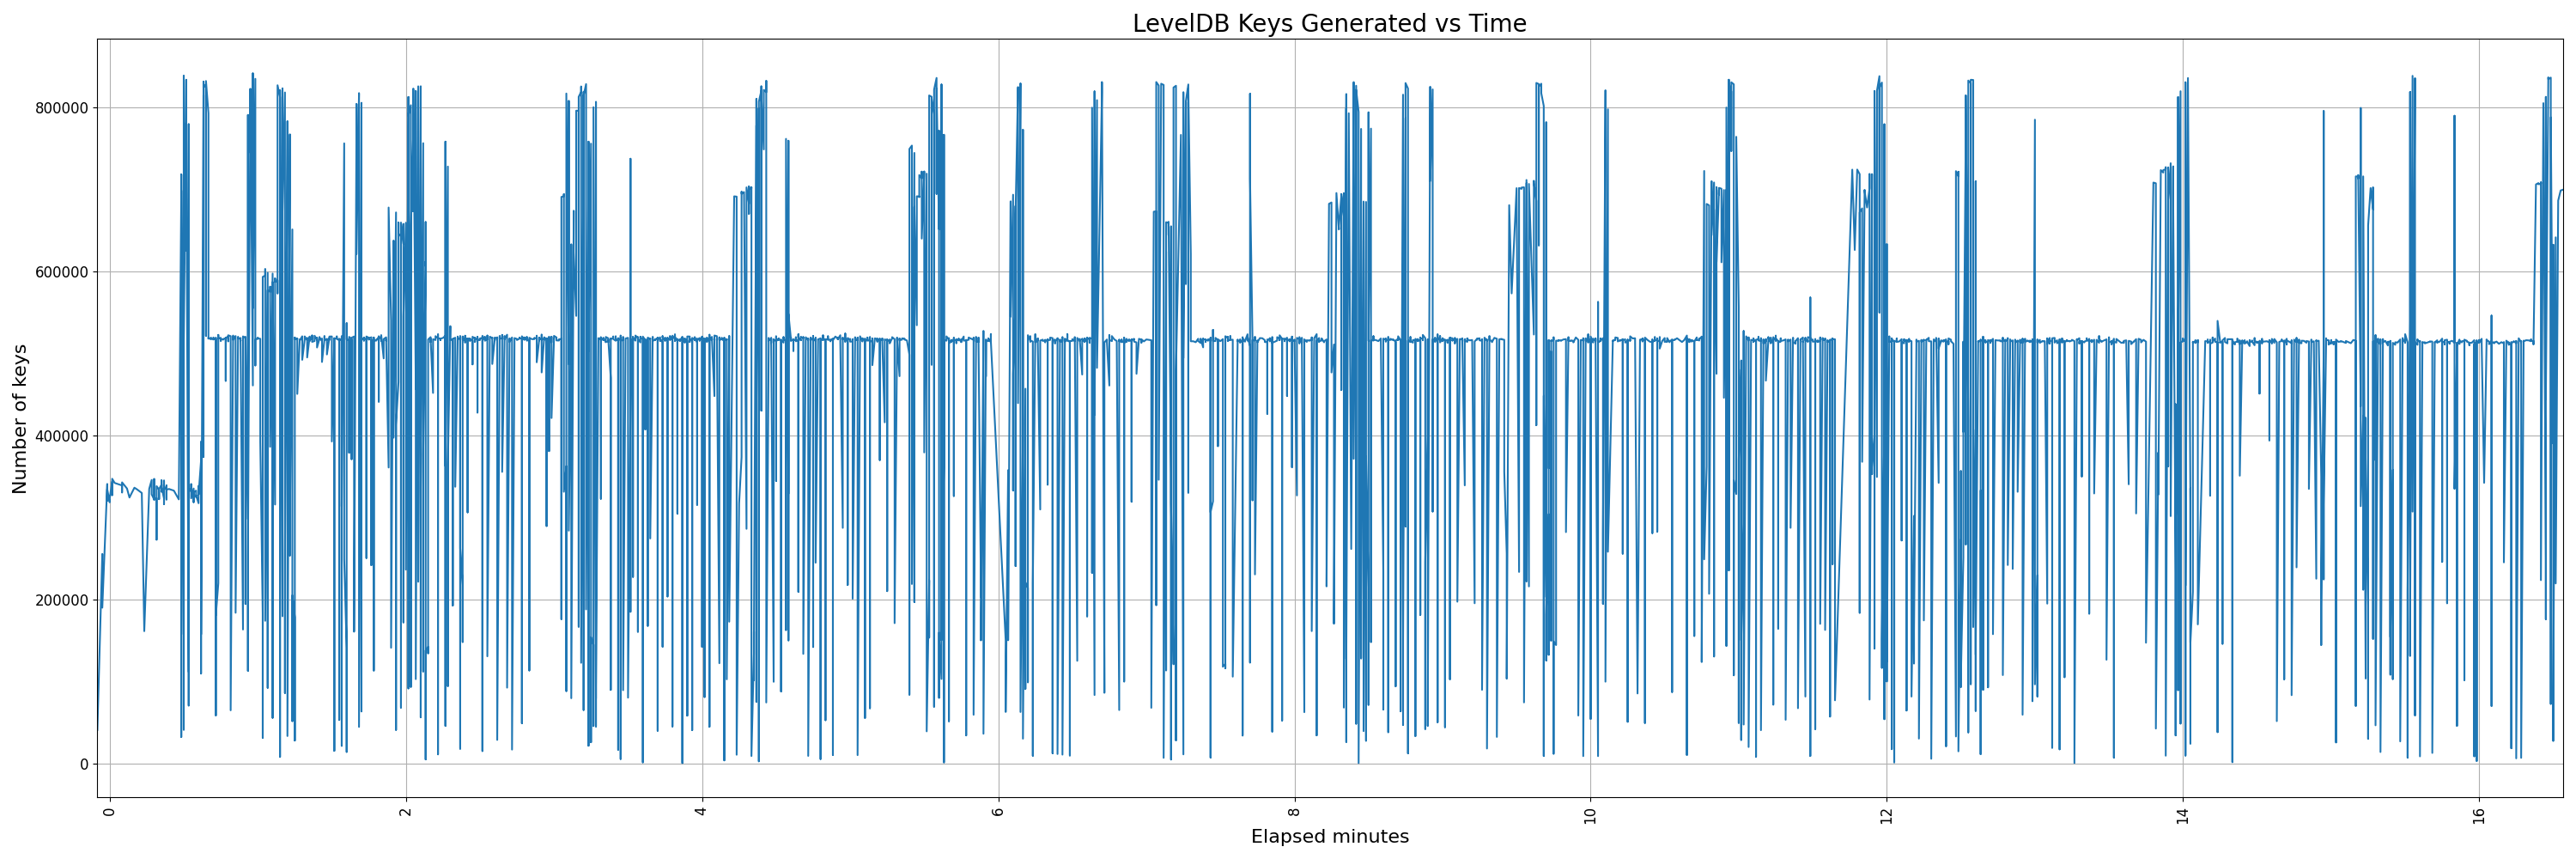 LevelDB Keys Generated vs Time
Number of keys
800000
600000
400000
200000
0
0 2 4 6 8 10 12 14 16
Elapsed minutes